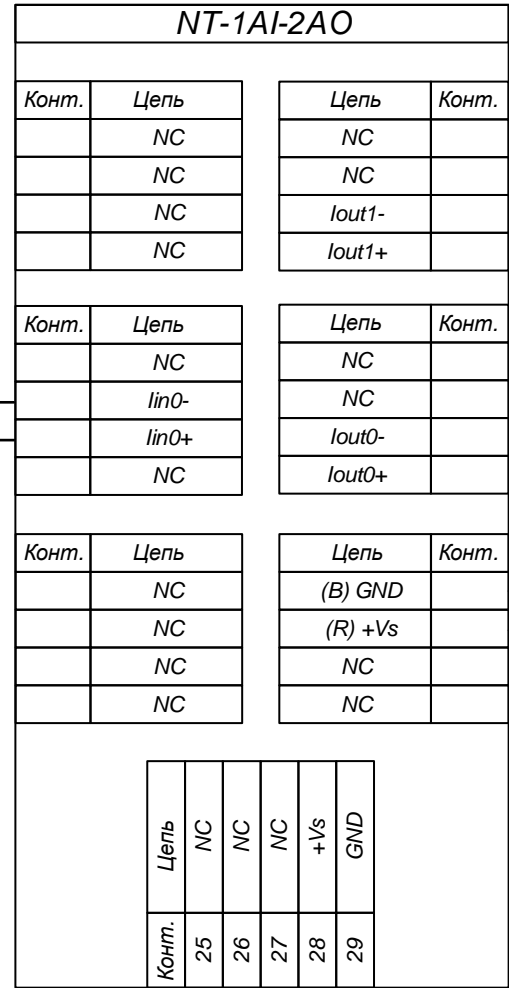 NT-1AI-2AO
Конт. Цепь Цепь Конт.
NC NC
NC NC
NC Iout1-
NC Iout1+
Конт. Цепь Цепь Конт.
NC NC
Iin0- NC
Iin0+ Iout0-
NC Iout0+
Конт. Цепь Цепь Конт.
NC (B) GND
NC (R) +Vs
NC NC
NC NC
Цепь NC NC NC +Vs GND
Конт. 25 26 27 28 29